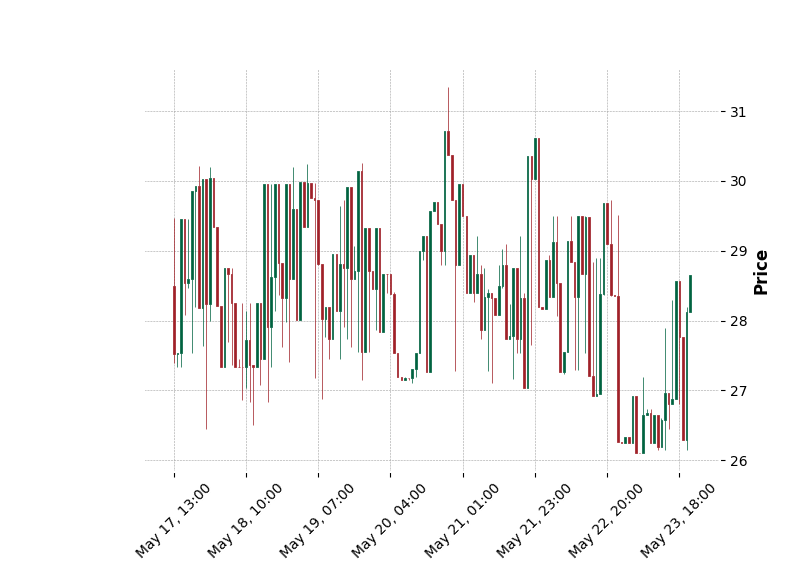 31
30
29
28
27
26
Price
May 17, 13:00
May 18, 10:00
May 19, 07:00
May 20, 04:00
May 21, 01:00
May 21, 23:00
May 22, 20:00
May 23, 18:00